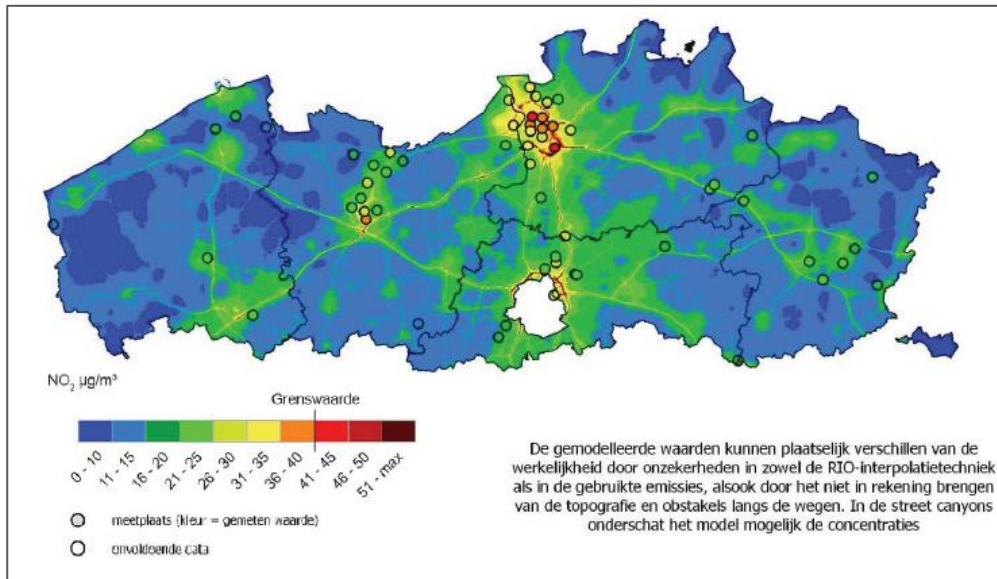 NO₂ µg/m³
Grenswaarde
0 - 10
11 - 15
16 - 20
21 - 25
26 - 30
31 - 35
36 - 40
41 - 45
46 - 50
51 - max
meetplaats (kleur = gemeten waarde)
onvoldoende data
De gemodelleerde waarden kunnen plaatselijk verschillen van de
werkelijkheid door onzekerheden in zowel de RIO-interpolatietechniek
als in de gebruikte emissies, alsook door het niet in rekening brengen
van de topografie en obstakels langs de wegen. In de street canyons
onderschat het model mogelijk de concentraties